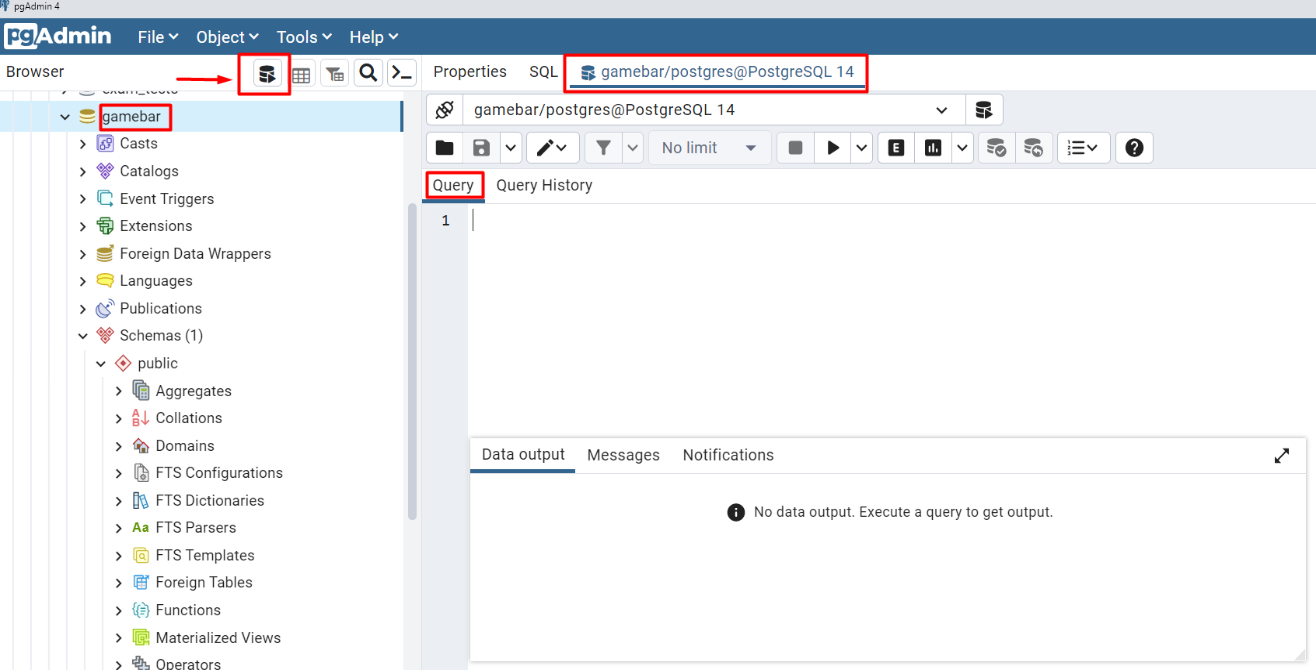 pgAdmin 4
pgAdmin File Object Tools Help
Browser
Properties SQL gamebar/postgres@PostgreSQL 14
exam_tests
gamebar
gamebar/postgres@PostgreSQL 14
Casts
Catalogs
Event Triggers
Extensions
Foreign Data Wrappers
Languages
Publications
Schemas (1)
public
Aggregates
Collations
Domains
FTS Configurations
FTS Dictionaries
Aa FTS Parsers
FTS Templates
Foreign Tables
Functions
Materialized Views
Operators
No limit E
Query Query History
1
Data output Messages Notifications
No data output. Execute a query to get output.